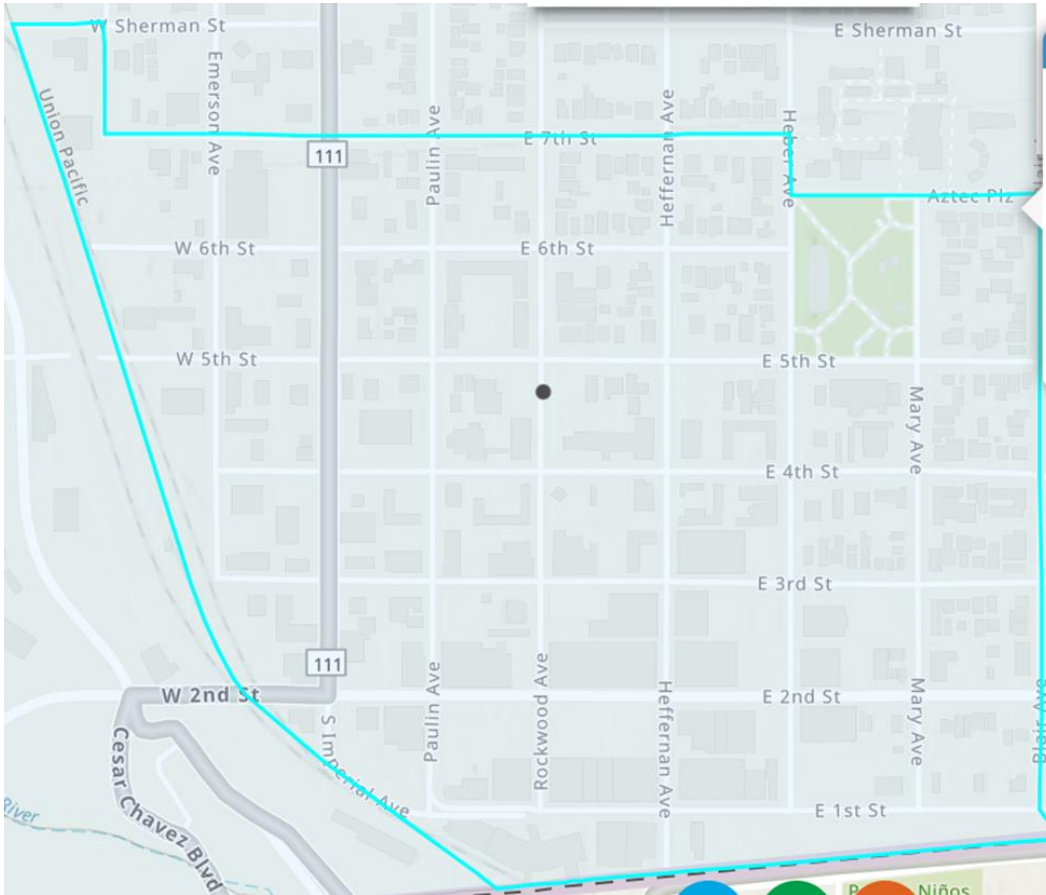 W Sherman St
E Sherman St
Emerson Ave
Union Pacific
Paulin Ave
Heffernan Ave
Heber Ave
E 7th St
111
Aztec Plz
W 6th St
E 6th St
W 5th St
E 5th St
Mary Ave
E 4th St
E 3rd St
111
W 2nd St
E 2nd St
S Imperial Ave
Paulin Ave
Rockwood Ave
Heffernan Ave
Mary Ave
Blair Ave
Cesar Chavez Blvd
River
E 1st St
Niños